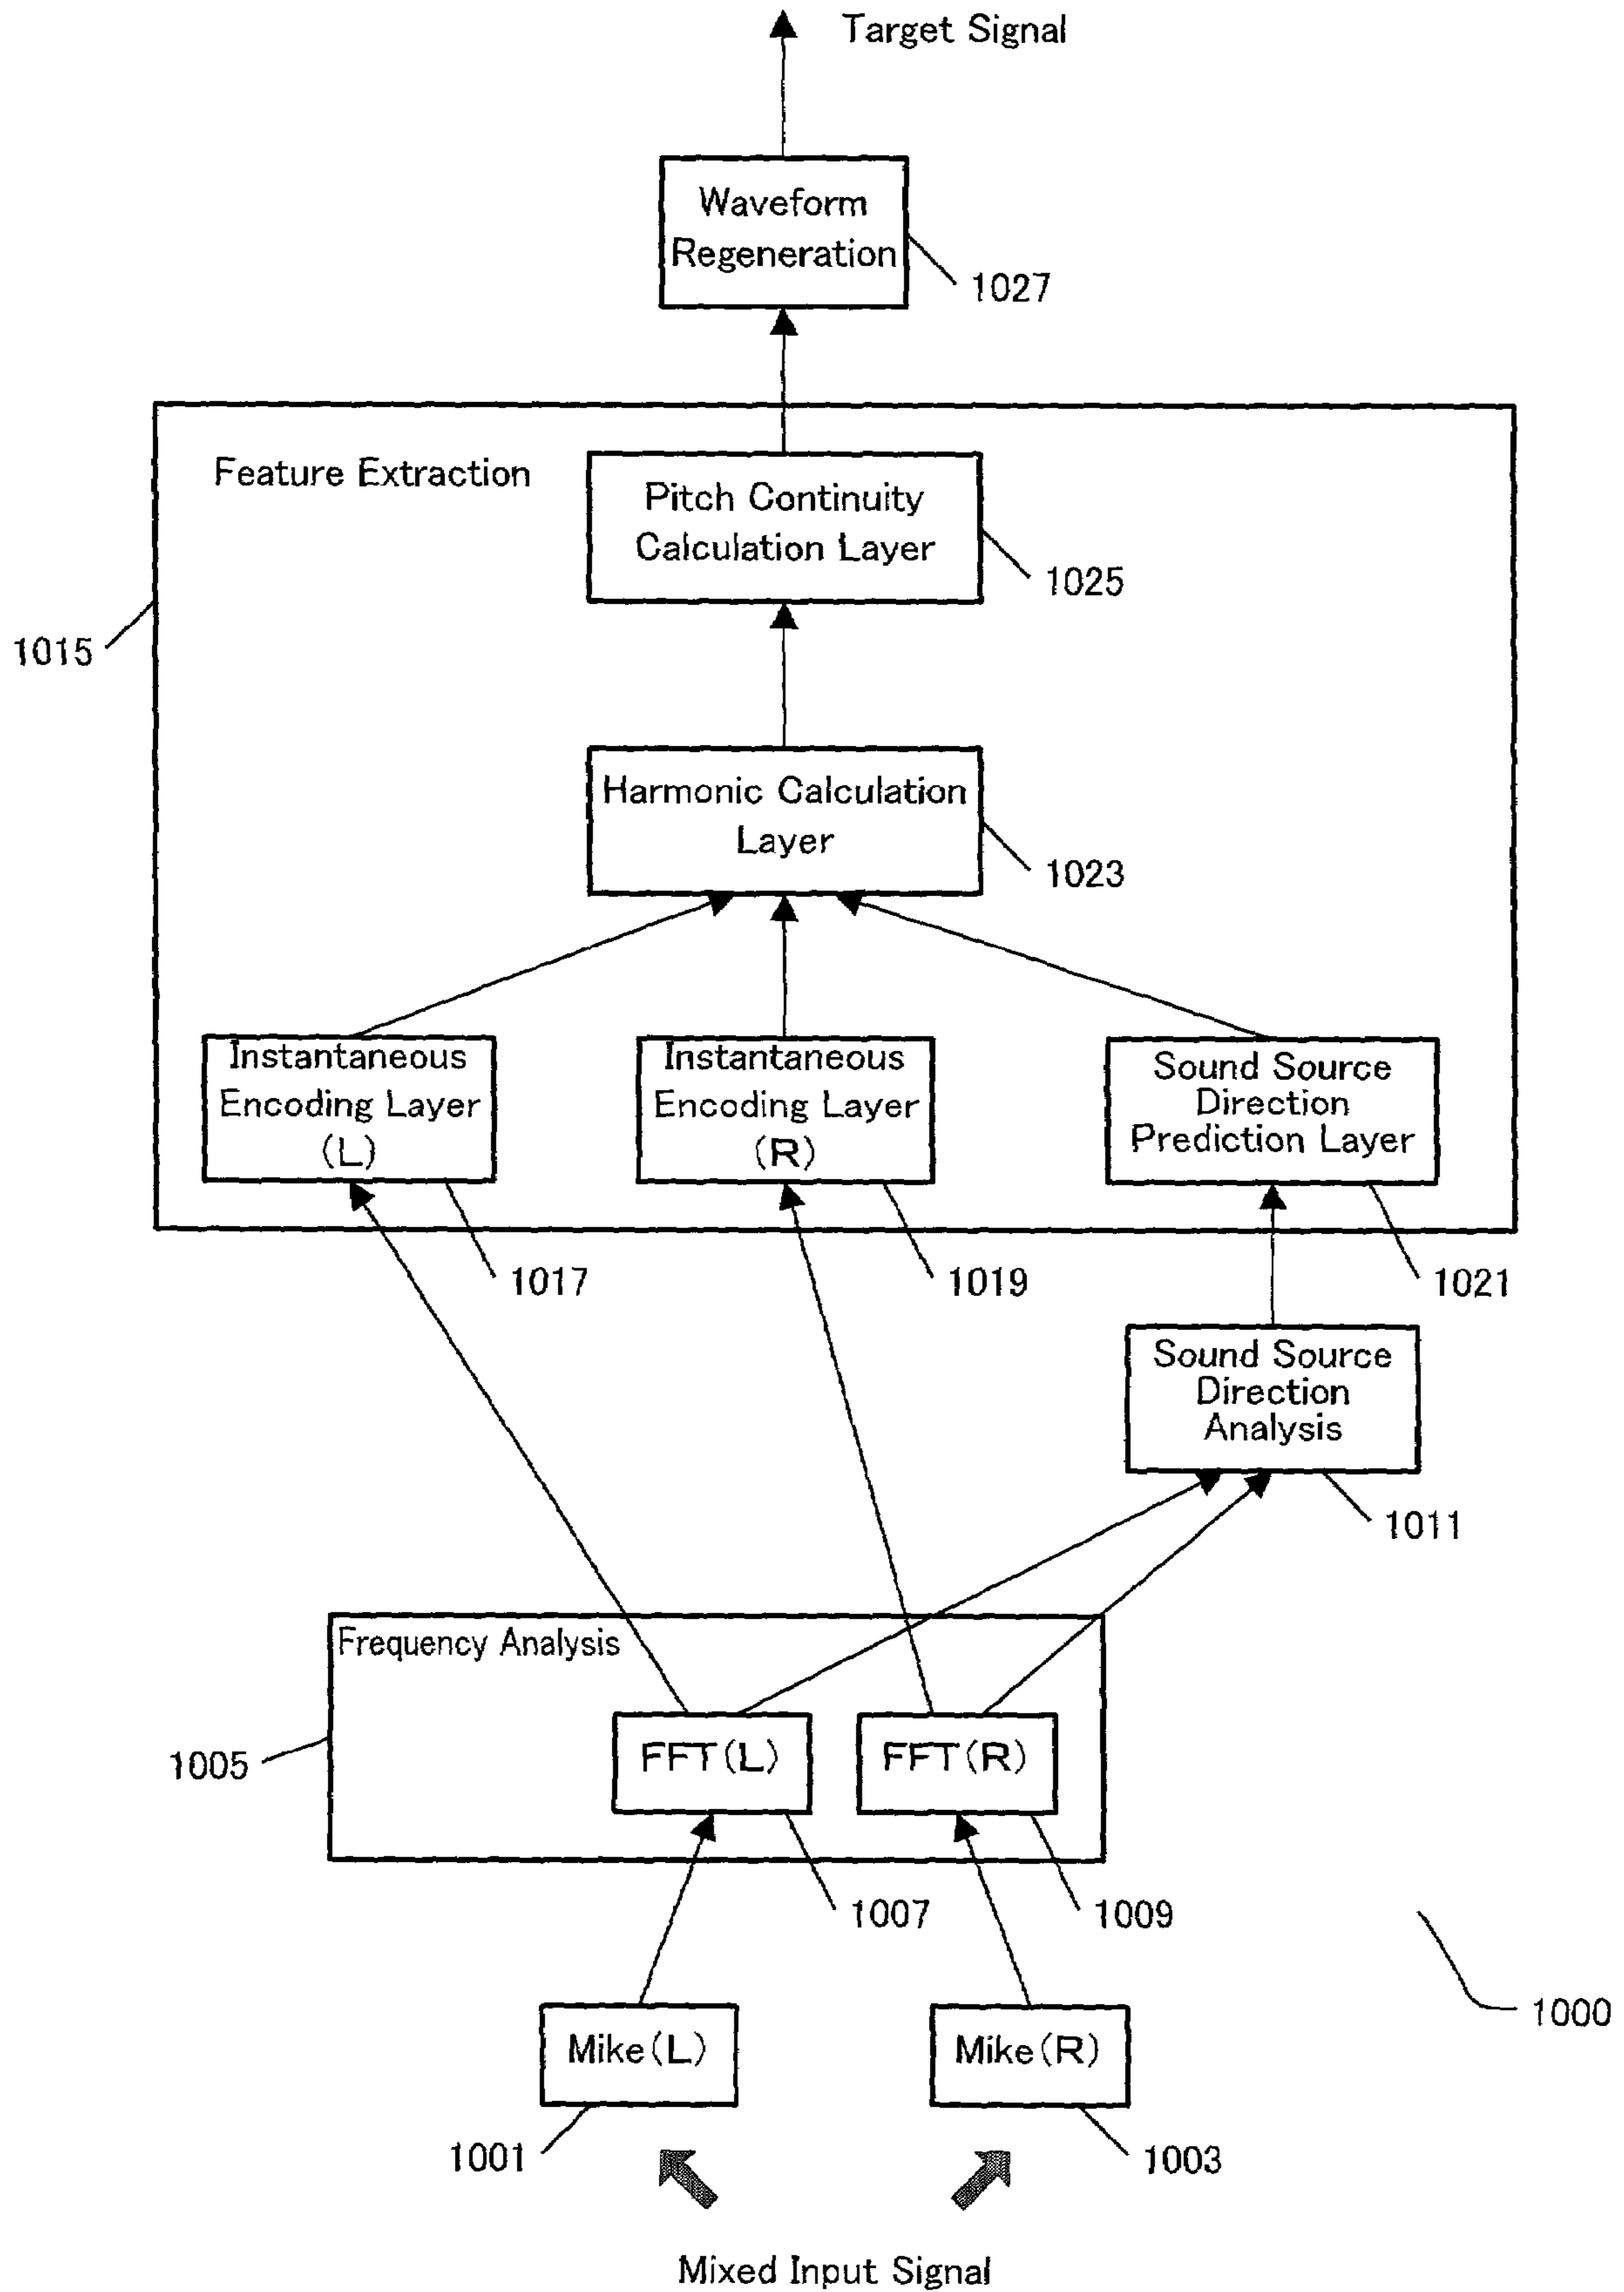 Target Signal
Waveform
Regeneration
1027
Feature Extraction
Pitch Continuity
Calculation Layer
1025
1015
Harmonic Calculation
Layer
1023
Instantaneous
Encoding Layer
(L)
Instantaneous
Encoding Layer
(R)
Sound Source
Direction
Prediction Layer
1017
1019
1021
Sound Source
Direction
Analysis
1011
Frequency Analysis
1005
FFT(L)
FFT(R)
1007
1009
1000
Mike(L)
Mike(R)
1001
1003
Mixed Input Signal